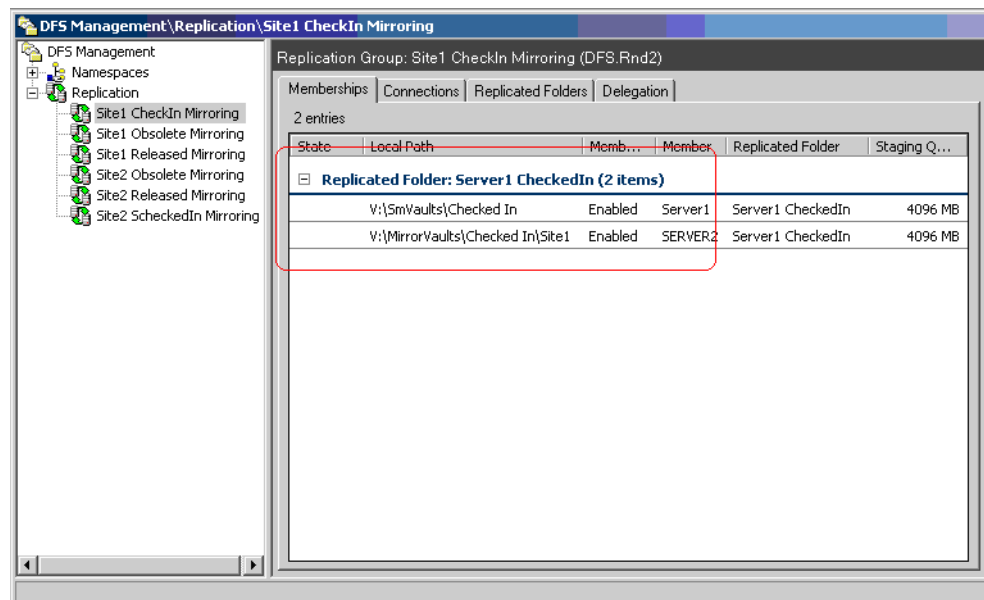 DFS Management\Replication\Site1 CheckIn Mirroring
DFS Management
Namespaces
Replication
Site1 CheckIn Mirroring
Site1 Obsolete Mirroring
Site1 Released Mirroring
Site2 Obsolete Mirroring
Site2 Released Mirroring
Site2 ScheckedIn Mirroring
Replication Group: Site1 CheckIn Mirroring (DFS.Rnd2)
Memberships Connections Replicated Folders Delegation
2 entries
State Local Path Memb... Member Replicated Folder Staging Q...
Replicated Folder: Server1 CheckedIn (2 items)
V:\SmVaults\Checked In Enabled Server1 Server1 CheckedIn 4096 MB
V:\MirrorVaults\Checked In\Site1 Enabled SERVER2 Server1 CheckedIn 4096 MB